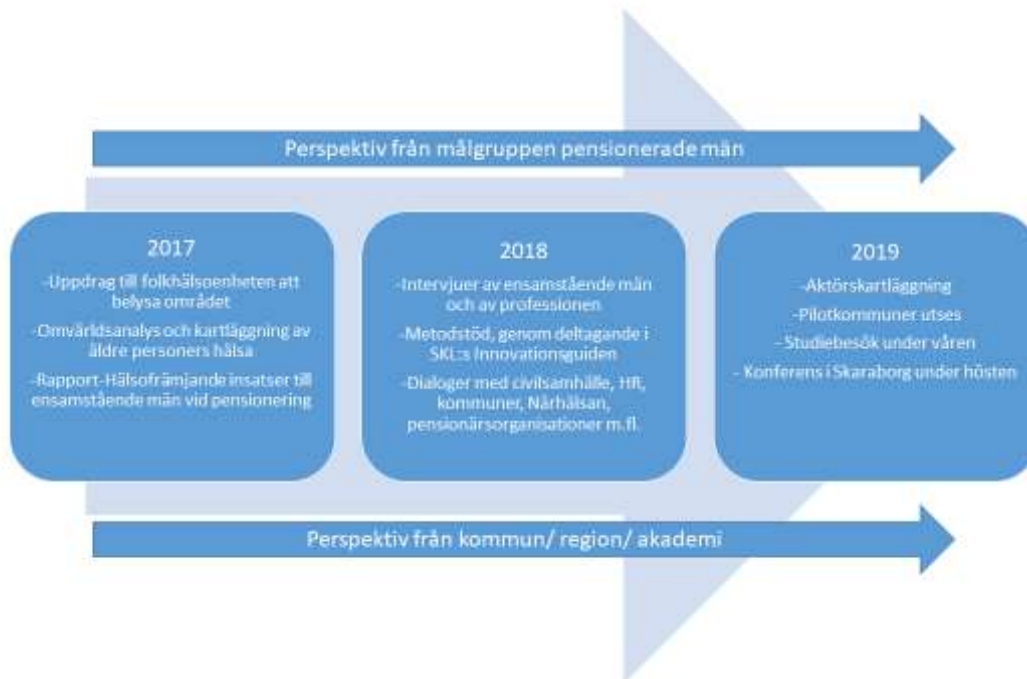 Perspektiv från målgruppen pensionerade män
2017
-Uppdrag till folkhälsoenheten att
belysa området
-Omvärldsanalys och kartläggning av
äldre personers hälsa
-Rapport-Hälsofrämjande insatser till
ensamstående män vid pensionering
2018
-Intervjuer av ensamstående män
och av professionen
-Metodstöd, genom deltagande i
SKL:s Innovationsguiden
-Dialoger med civilsamhälle, HR,
kommuner, Närhälsan,
pensionärsorganisationer m.fl.
2019
-Aktörskartläggning
-Pilotkommuner utses
-Studiebesök under våren
- Konferens i Skaraborg under hösten
Perspektiv från kommun/ region/ akademi